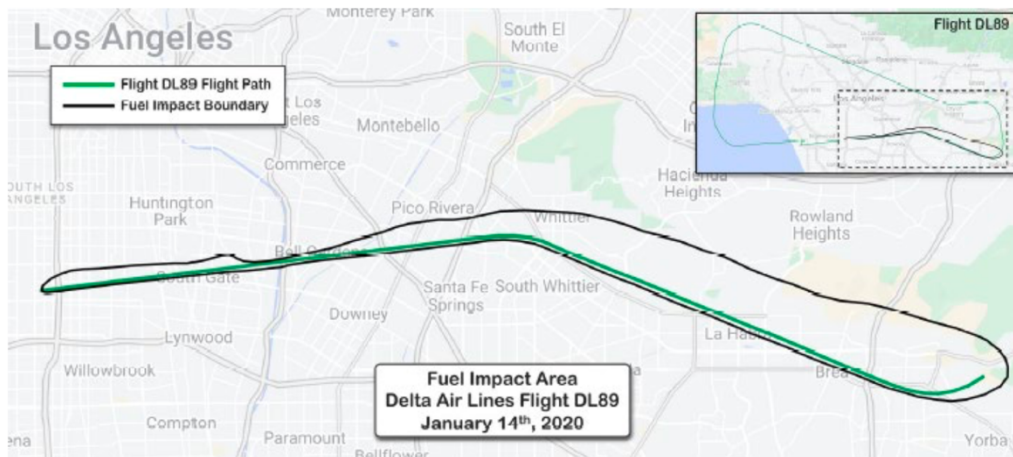 Monterey Park
Los Angeles
South El
Monte
Flight DL89
Flight DL89 Flight Path
Fuel Impact Boundary
Montebello
Commerce
Hacienda
Heights
SOUTH LOS
ANGELES
Huntington
Park
Pico Rivera
Whittier
Rowland
Heights
Bell Gardens
South Gate
Santa Fe
Springs
South Whittier
Downey
Lynwood
La Habra
Willowbrook
Brea
Fuel Impact Area
Delta Air Lines Flight DL89
January 14th, 2020
Compton
Paramount
Bellflower
Yorba